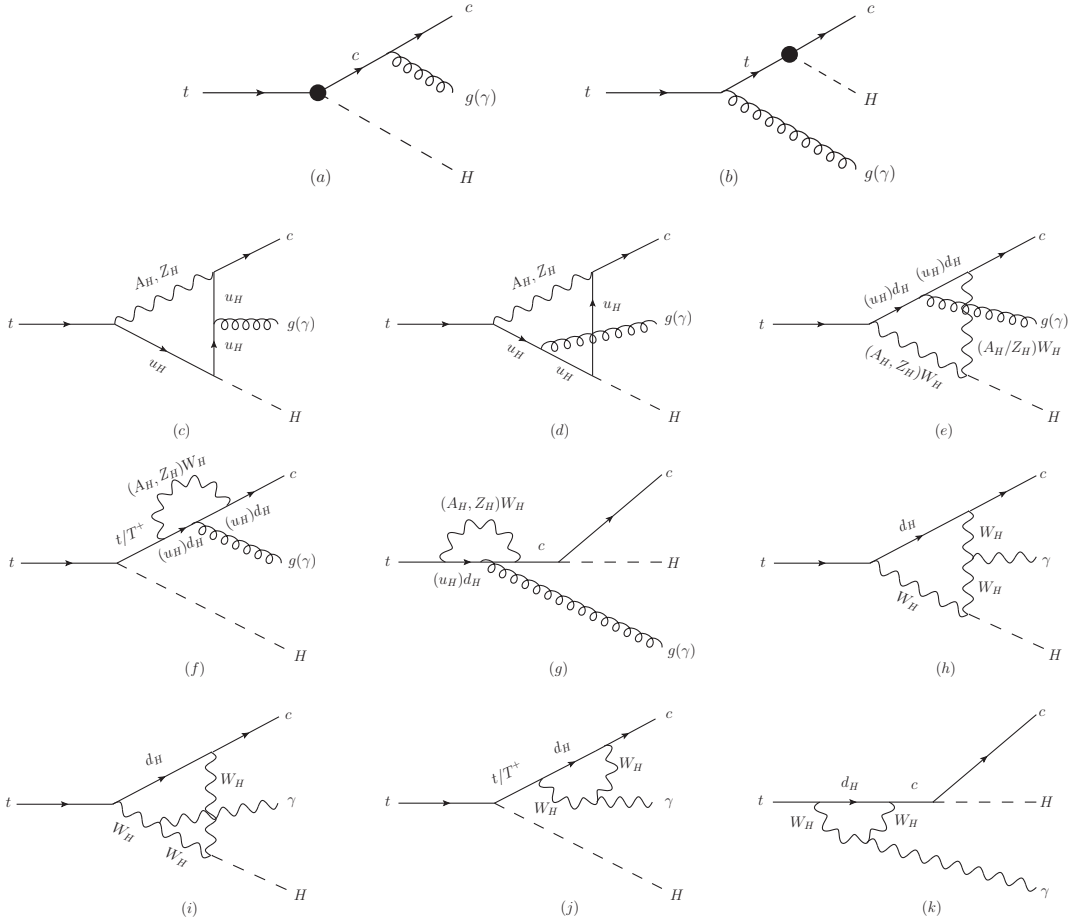 c
c
c
t
t
t
g(γ)
H
H
g(γ)
(a)
(b)
c
c
c
A_H, Z_H
A_H, Z_H
(u_H)d_H
(u_H)d_H
u_H
u_H
t
g(γ)
t
g(γ)
t
g(γ)
u_H
u_H
u_H
u_H
(A_H, Z_H)W_H
(A_H/Z_H)W_H
H
H
H
(c)
(d)
(e)
c
c
c
(A_H, Z_H)W_H
(A_H, Z_H)W_H
t/T^+
(u_H)d_H
d_H
W_H
c
t
(u_H)d_H
g(γ)
t
(u_H)d_H
H
t
γ
W_H
W_H
H
g(γ)
H
(f)
(g)
(h)
c
c
c
d_H
W_H
t/T^+
d_H
W_H
d_H
c
t
γ
t
W_H
γ
t
H
W_H
W_H
W_H
W_H
H
H
γ
(i)
(j)
(k)